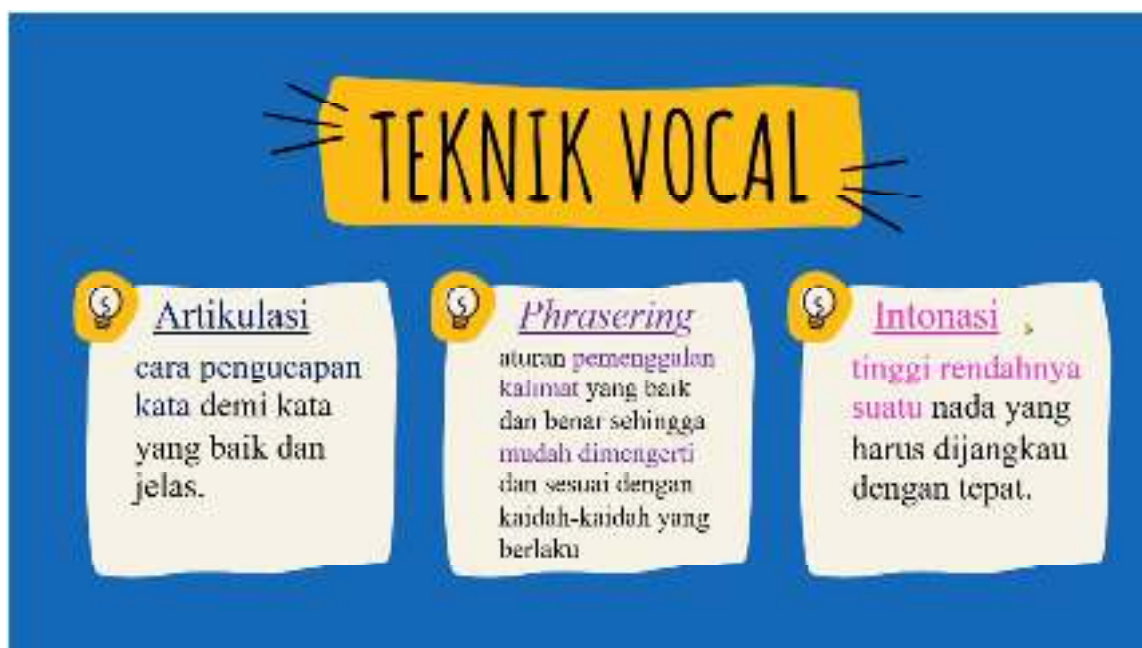 TEKNIK VOCAL
Artikulasi
cara pengucapan
kata demi kata
yang baik dan
jelas.
Phrasering
aturan pemenggalan
kalimat yang baik
dan benar sehingga
mudah dimengerti
dan sesuai dengan
kaidah-kaidah yang
berlaku
Intonasi
tinggi rendahnya
suatu nada yang
harus dijangkau
dengan tepat.